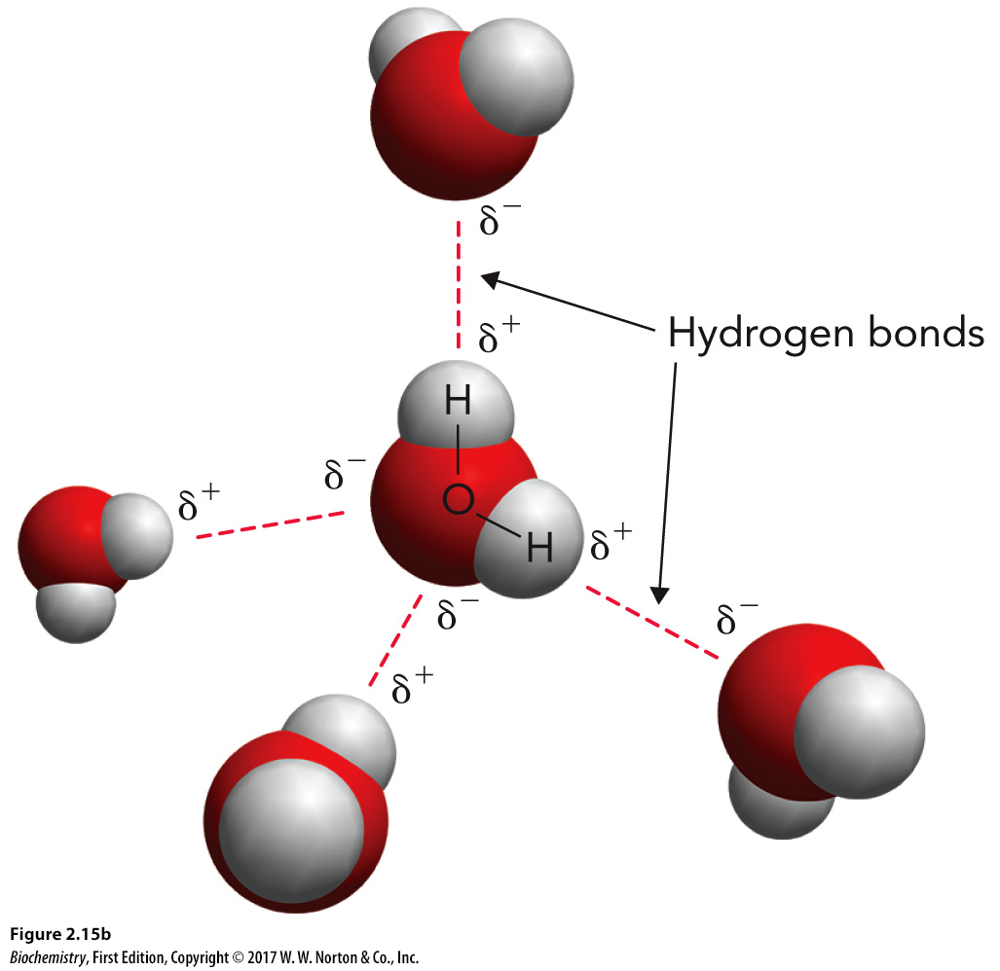 δ⁻
δ⁺
Hydrogen bonds
H
δ⁻
O
δ⁺
H
δ⁺
δ⁻
δ⁻
δ⁺
Figure 2.15b
Biochemistry, First Edition, Copyright © 2017 W. W. Norton & Co., Inc.